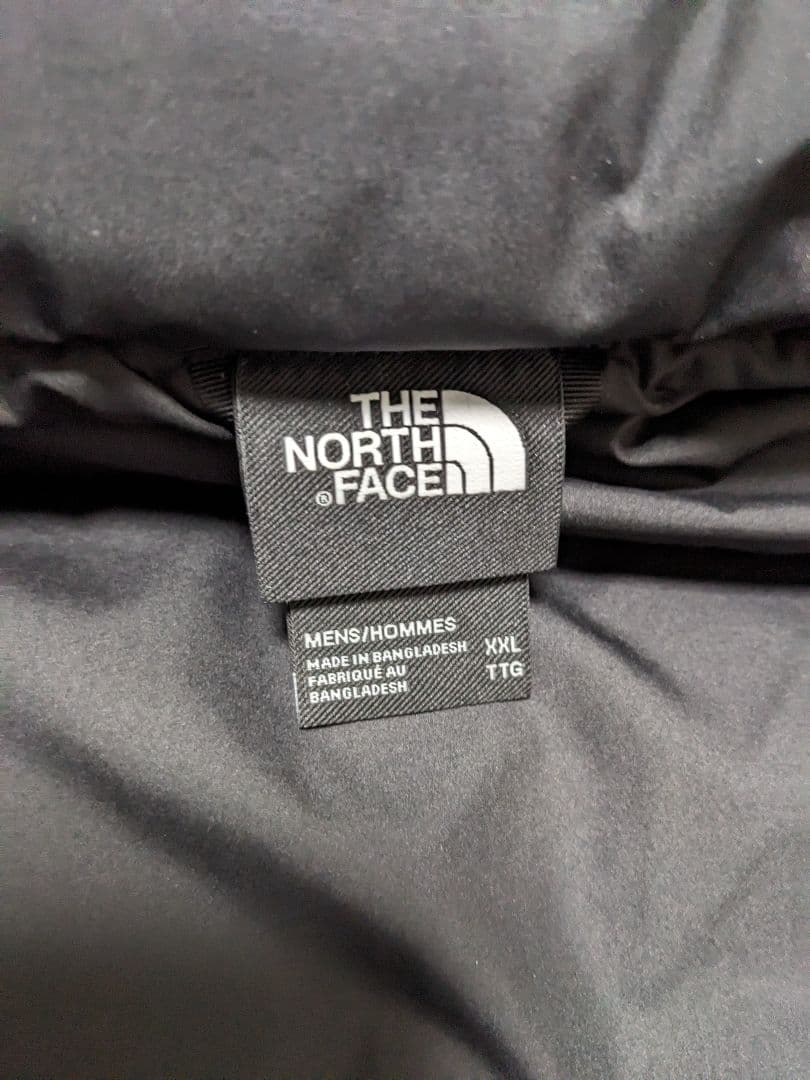 THE
NORTH
®FACE
MENS/HOMMES
MADE IN BANGLADESH
FABRIQUÉ AU
BANGLADESH
XXL
TTG